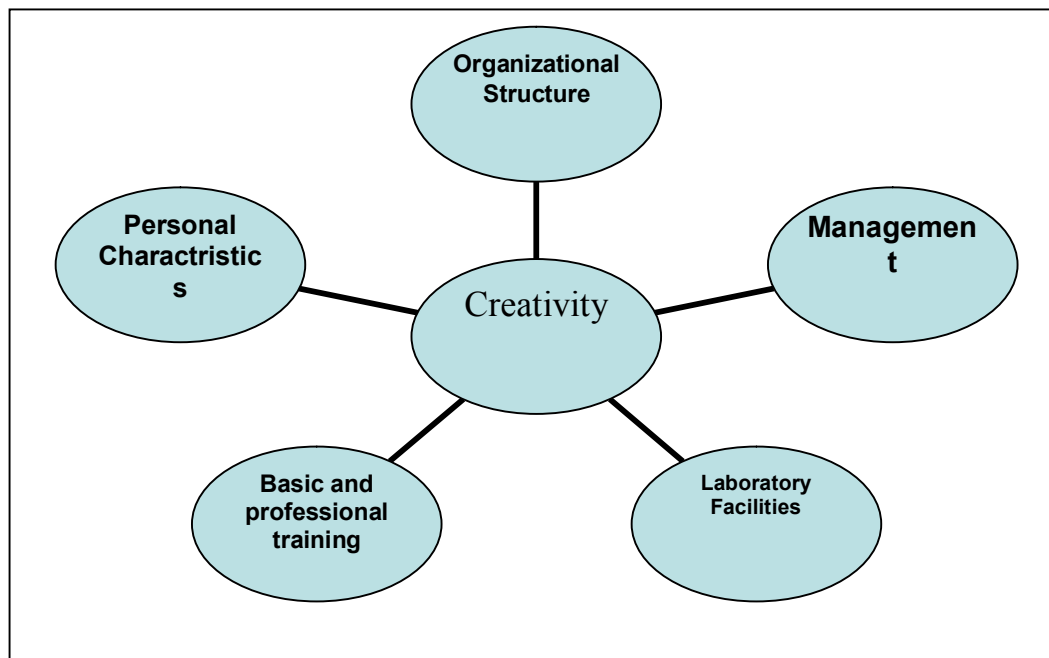 Organizational
Structure
Personal
Charactristic
s
Managemen
t
Creativity
Basic and
professional
training
Laboratory
Facilities